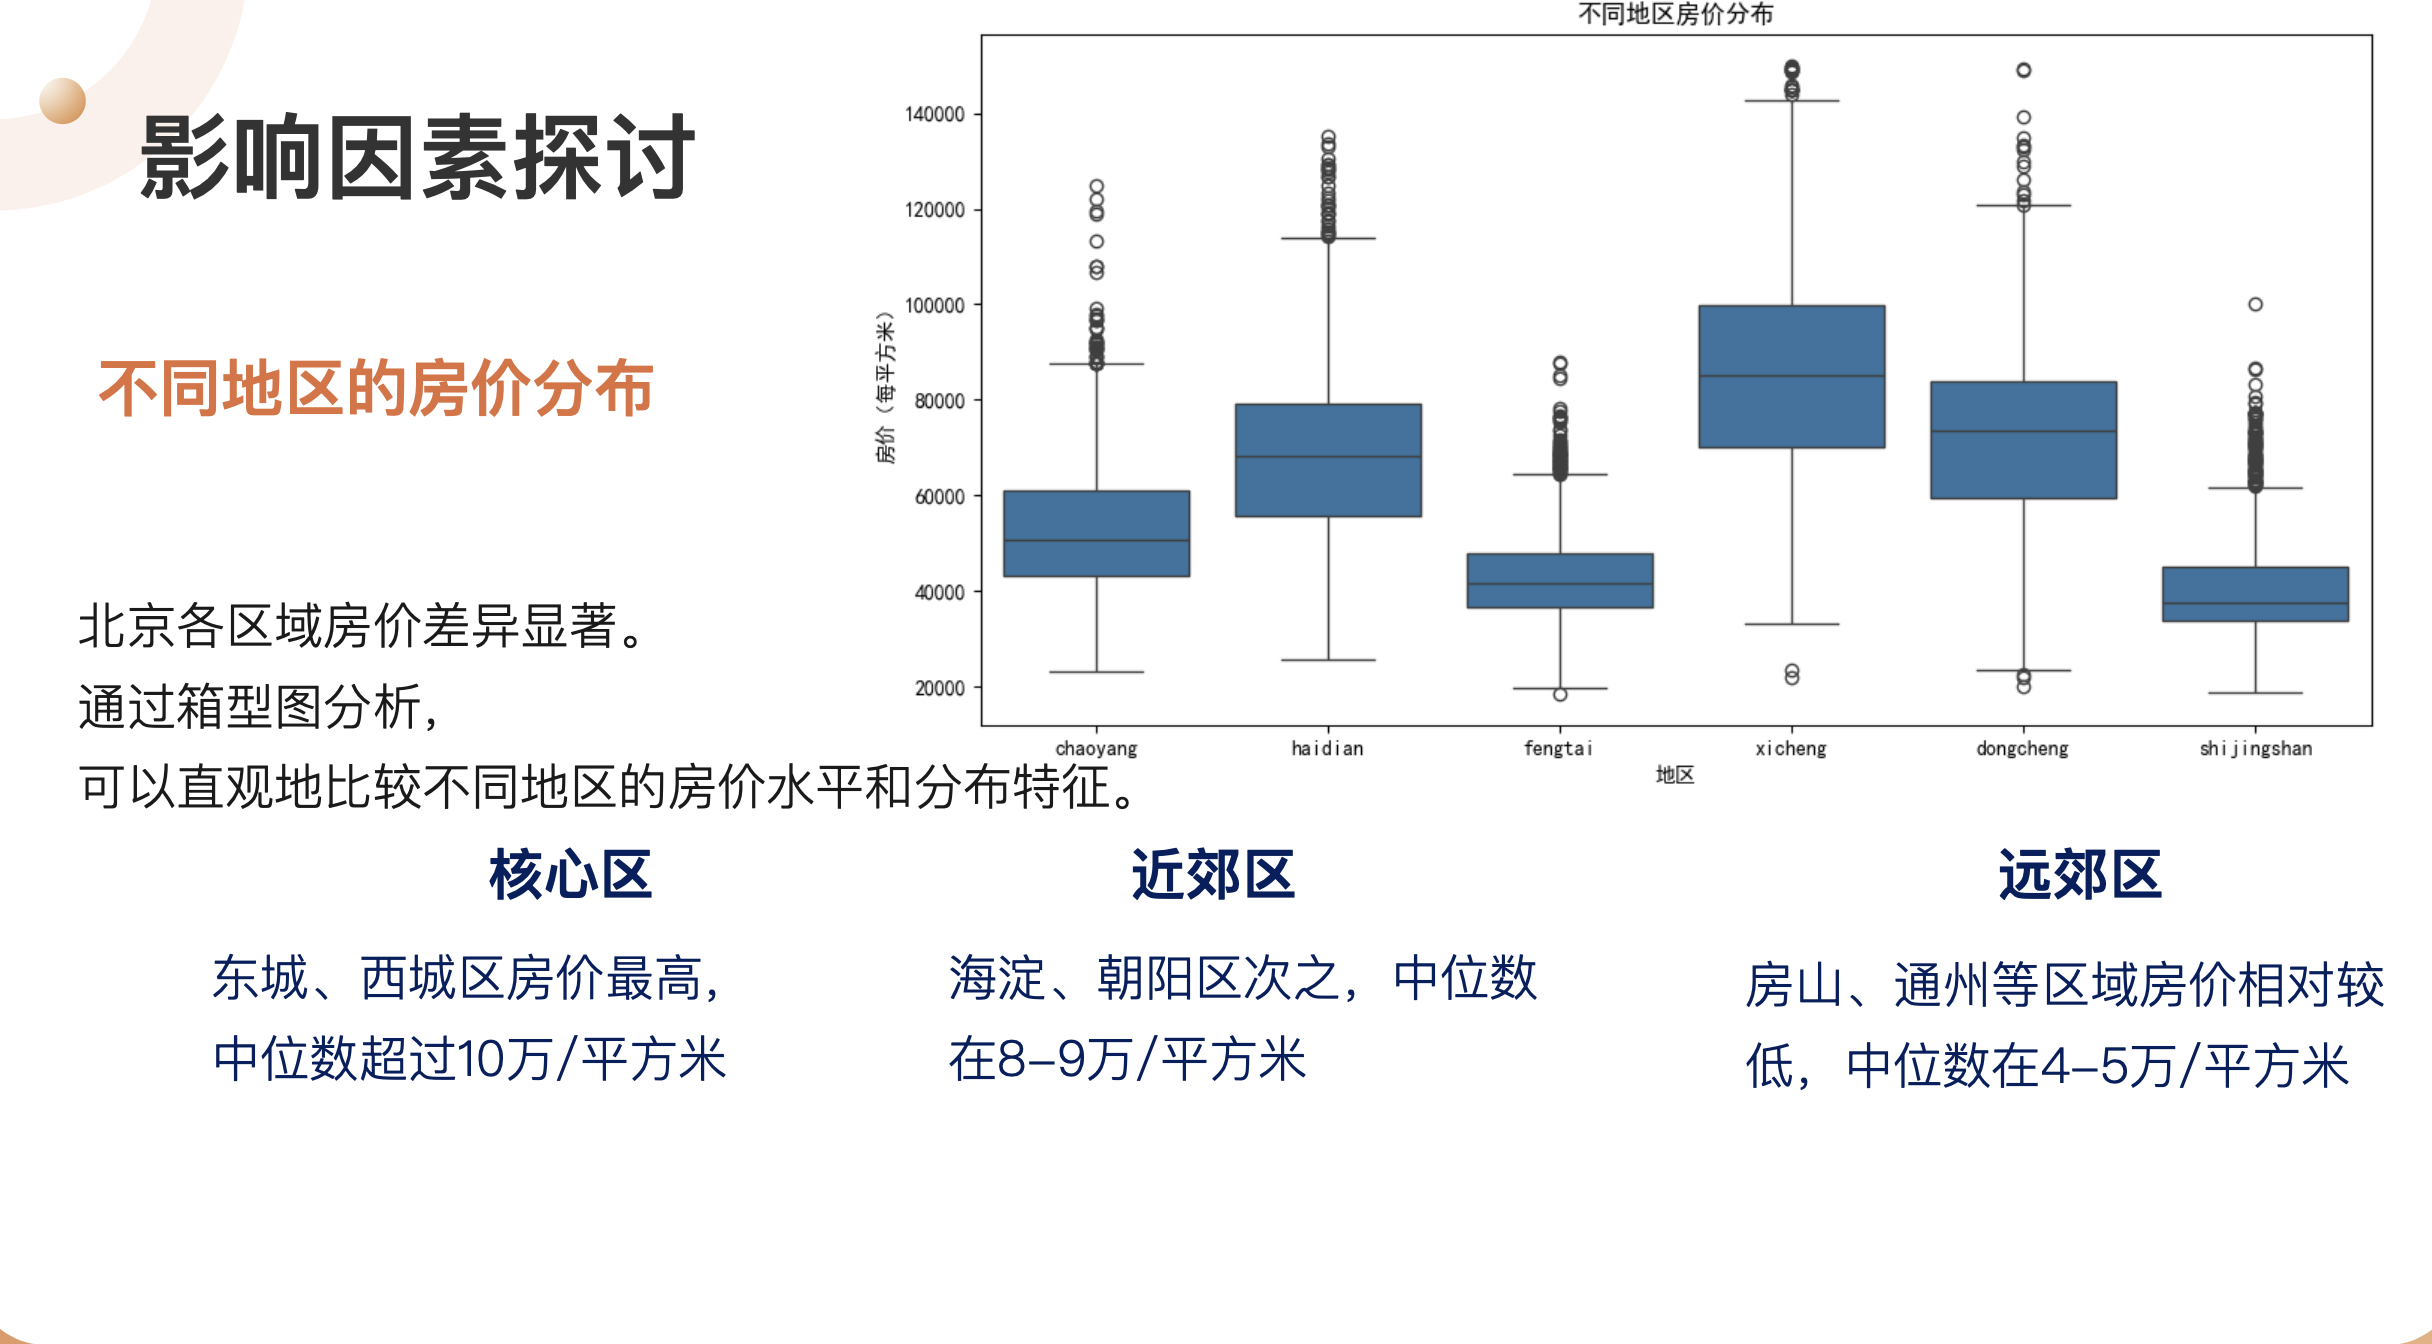 影响因素探讨
不同地区的房价分布
北京各区域房价差异显著。
通过箱型图分析，
可以直观地比较不同地区的房价水平和分布特征。
不同地区房价分布
房价（每平方米）
140000
120000
100000
80000
60000
40000
20000
chaoyang haidian fengtai xicheng dongcheng shijingshan
地区
核心区
东城、西城区房价最高，
中位数超过10万/平方米
近郊区
海淀、朝阳区次之，中位数
在8-9万/平方米
远郊区
房山、通州等区域房价相对较
低，中位数在4-5万/平方米